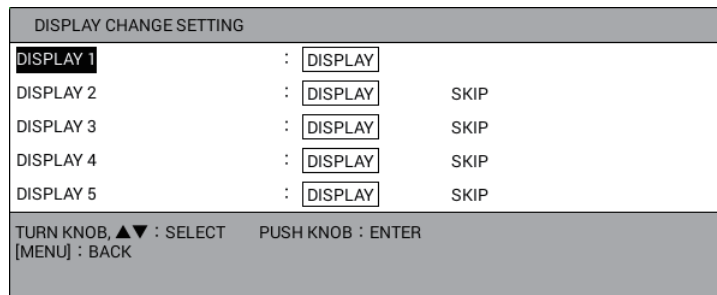 DISPLAY CHANGE SETTING
DISPLAY 1 : DISPLAY
DISPLAY 2 : DISPLAY SKIP
DISPLAY 3 : DISPLAY SKIP
DISPLAY 4 : DISPLAY SKIP
DISPLAY 5 : DISPLAY SKIP
TURN KNOB, ▲▼ : SELECT PUSH KNOB : ENTER
[MENU] : BACK